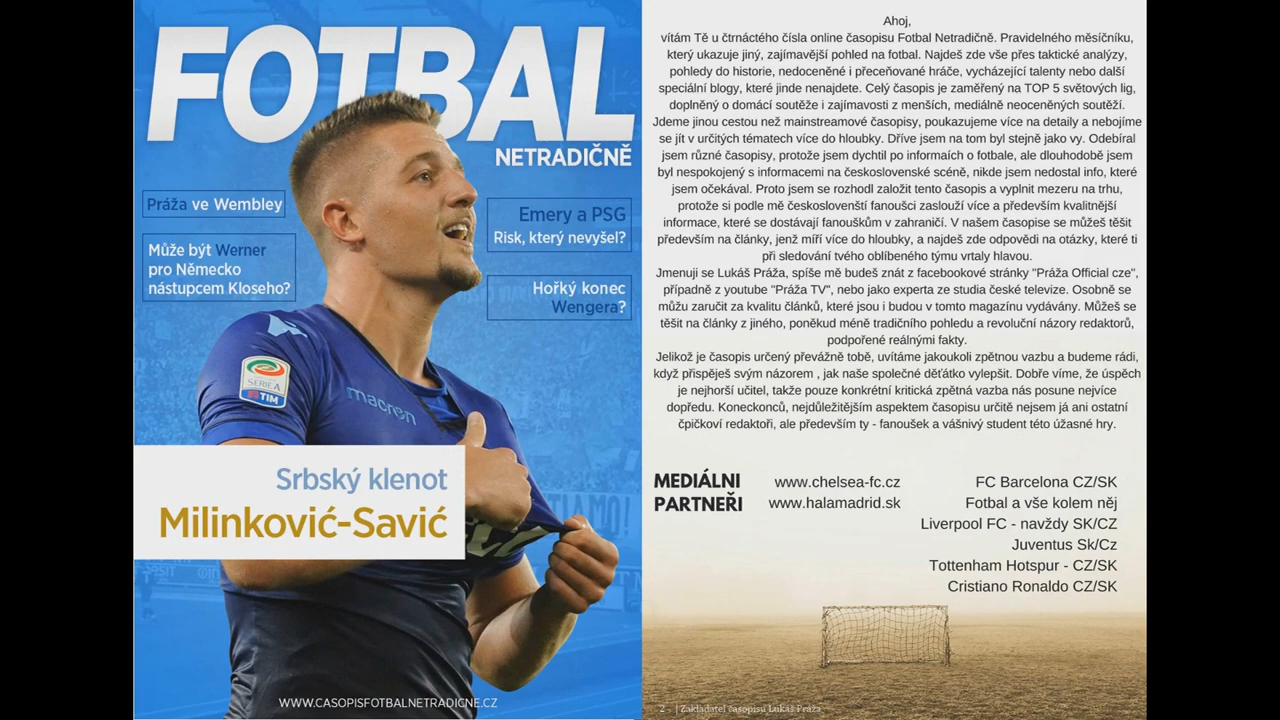 FOTBAL
NETRADIČNĚ
Práža ve Wembley
Může být Werner
pro Německo
nástupcem Kloseho?
Emery a PSG
Risk, který nevyšel?
Hořký konec
Wengera?
SERIE A
TIM
macron
Srbský klenot
Milinković-Savić
WWW.CASOPISFOTBALNETRADICNE.CZ
Ahoj,
vítám Tě u čtrnáctého čísla online časopisu Fotbal Netradičně. Pravidelného měsíčníku,
který ukazuje jiný, zajímavější pohled na fotbal. Najdeš zde vše přes taktické analýzy,
pohledy do historie, nedoceněné i přeceňované hráče, vycházející talenty nebo další
speciální blogy, které jinde nenajdete. Celý časopis je zaměřený na TOP 5 světových lig,
doplněný o domácí soutěže i zajímavosti z menších, mediálně neoceněných soutěží.
Jdeme jinou cestou než mainstreamové časopisy, poukazujeme více na detaily a nebojíme
se jít v určitých tématech více do hloubky. Dříve jsem na tom byl stejně jako vy. Odebíral
jsem různé časopisy, protože jsem dychtil po informaích o fotbale, ale dlouhodobě jsem
byl nespokojený s informacemi na československé scéně, nikde jsem nedostal info, které
jsem očekával. Proto jsem se rozhodl založit tento časopis a vyplnit mezeru na trhu,
protože si podle mě českoslovenští fanoušci zaslouží více a především kvalitnější
informace, které se dostávají fanouškům v zahraničí. V našem časopise se můžeš těšit
především na články, jenž míří více do hloubky, a najdeš zde odpovědi na otázky, které ti
při sledování tvého oblíbeného týmu vrtaly hlavou.
Jmenuji se Lukáš Práža, spíše mě budeš znát z facebookové stránky "Práža Official cze",
případně z youtube "Práža TV", nebo jako experta ze studia české televize. Osobně se
můžu zaručit za kvalitu článků, které jsou i budou v tomto magazínu vydávány. Můžeš se
těšit na články z jiného, poněkud méně tradičního pohledu a revoluční názory redaktorů,
podpořené reálnými fakty.
Jelikož je časopis určený převážně tobě, uvítáme jakoukoli zpětnou vazbu a budeme rádi,
když přispěješ svým názorem , jak naše společné děťátko vylepšit. Dobře víme, že úspěch
je nejhorší učitel, takže pouze konkrétní kritická zpětná vazba nás posune nejvíce
dopředu. Koneckonců, nejdůležitějším aspektem časopisu určitě nejsem já ani ostatní
čpičkoví redaktoři, ale především ty - fanoušek a vášnivý student této úžasné hry.
MEDIÁLNI
PARTNEŘI
www.chelsea-fc.cz
www.halamadrid.sk
FC Barcelona CZ/SK
Fotbal a vše kolem něj
Liverpool FC - navždy SK/CZ
Juventus Sk/Cz
Tottenham Hotspur - CZ/SK
Cristiano Ronaldo CZ/SK
2 - | Zakladatel časopisu Lukáš Práža